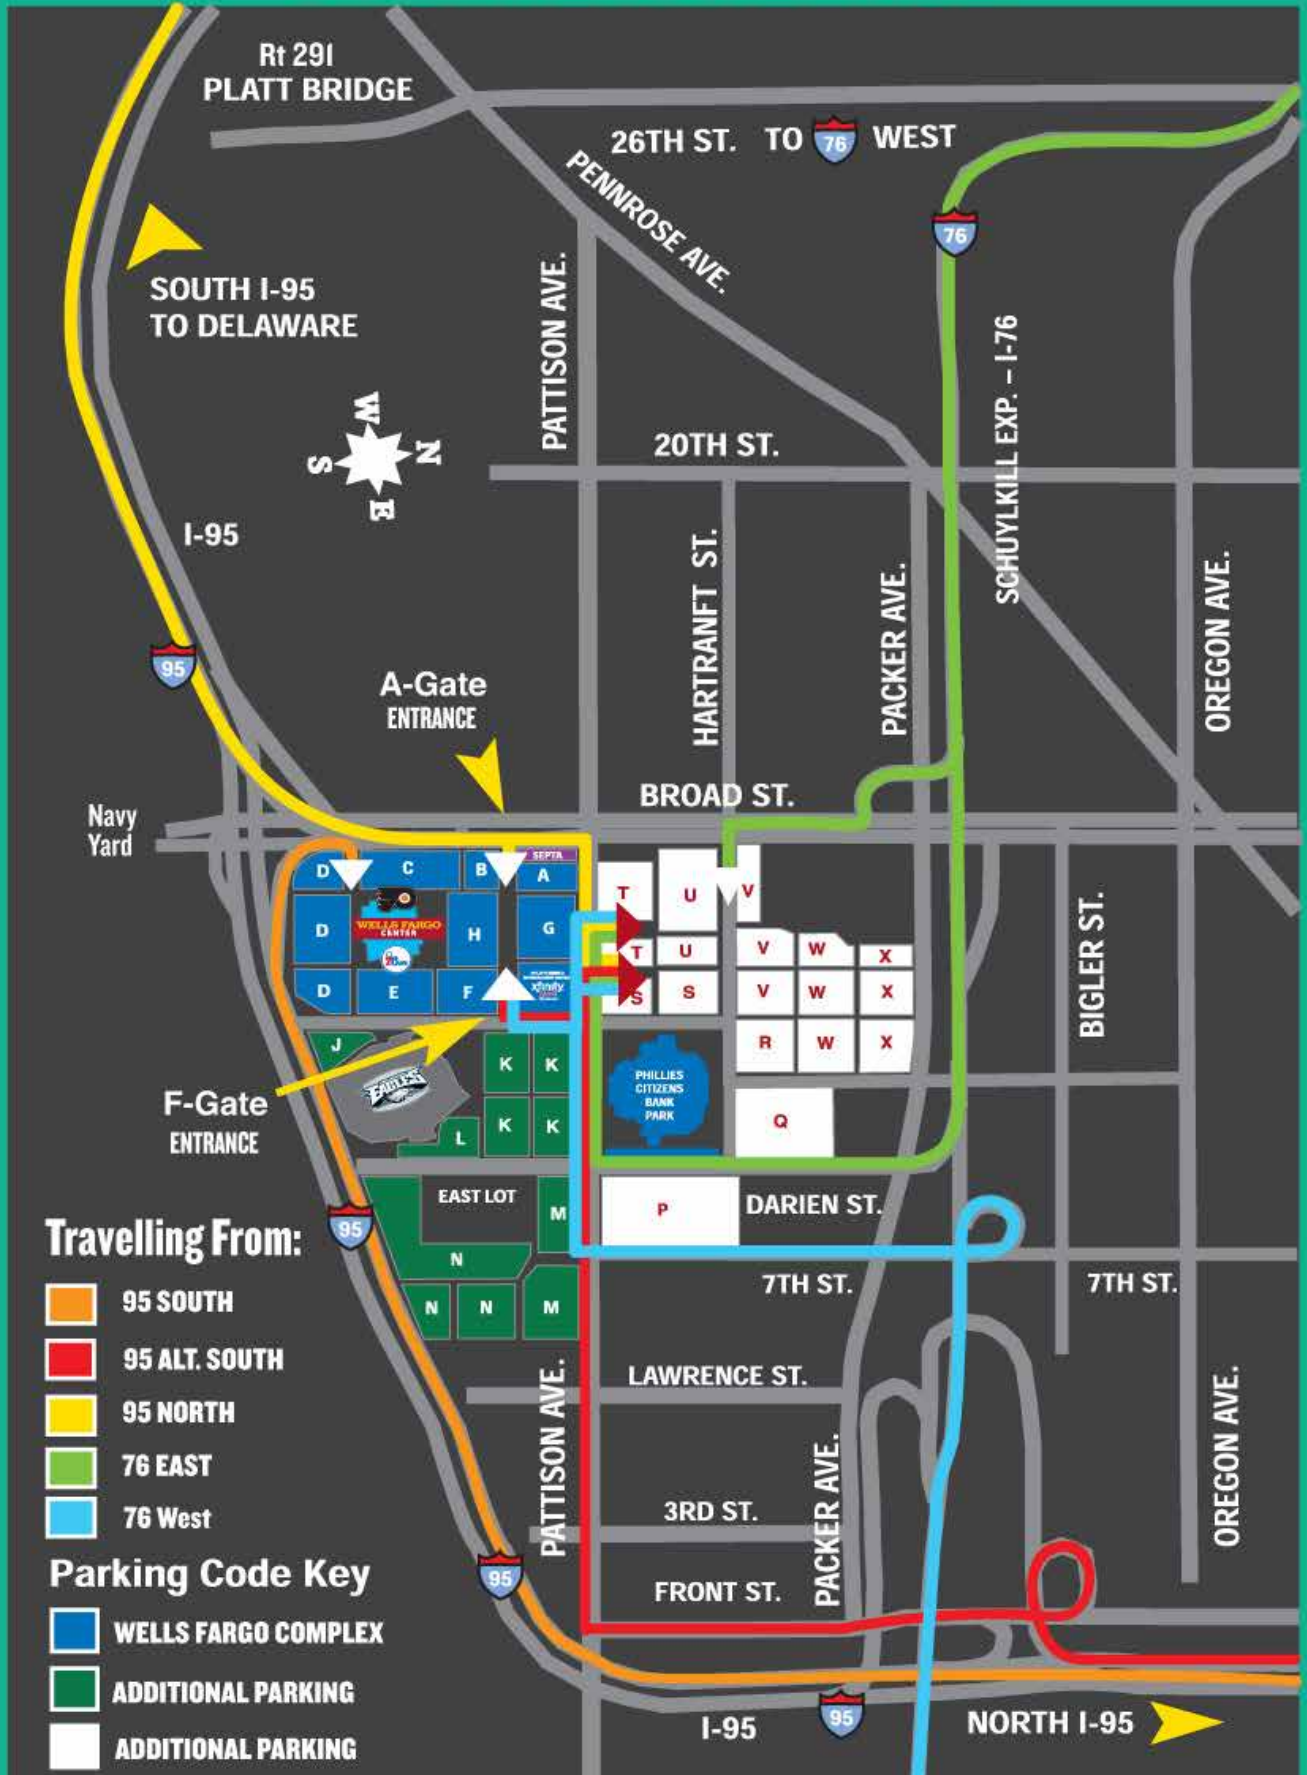 Rt 291
PLATT BRIDGE
26TH ST. TO 76 WEST
PENNROSE AVE.
76
SOUTH I-95
TO DELAWARE
PATTISON AVE.
SCHUYLKILL EXP. – I-76
W
N
S
E
20TH ST.
I-95
HARTRANFT ST.
PACKER AVE.
OREGON AVE.
95
A-Gate
ENTRANCE
BROAD ST.
Navy
Yard
SEPTA
D
C
B
A
T
U
V
D
WELLS FARGO
CENTER
H
G
T
U
V
W
X
D
E
F
xfinity
S
S
V
W
X
BIGLER ST.
J
K
K
R
W
X
EAGLES
PHILLIES
CITIZENS
BANK
PARK
F-Gate
ENTRANCE
L
K
K
Q
EAST LOT
M
P
DARIEN ST.
95
N
7TH ST.
7TH ST.
N
N
M
Travelling From:
95 SOUTH
95 ALT. SOUTH
95 NORTH
76 EAST
76 West
PATTISON AVE.
LAWRENCE ST.
PACKER AVE.
OREGON AVE.
3RD ST.
FRONT ST.
95
Parking Code Key
WELLS FARGO COMPLEX
ADDITIONAL PARKING
ADDITIONAL PARKING
I-95
95
NORTH I-95